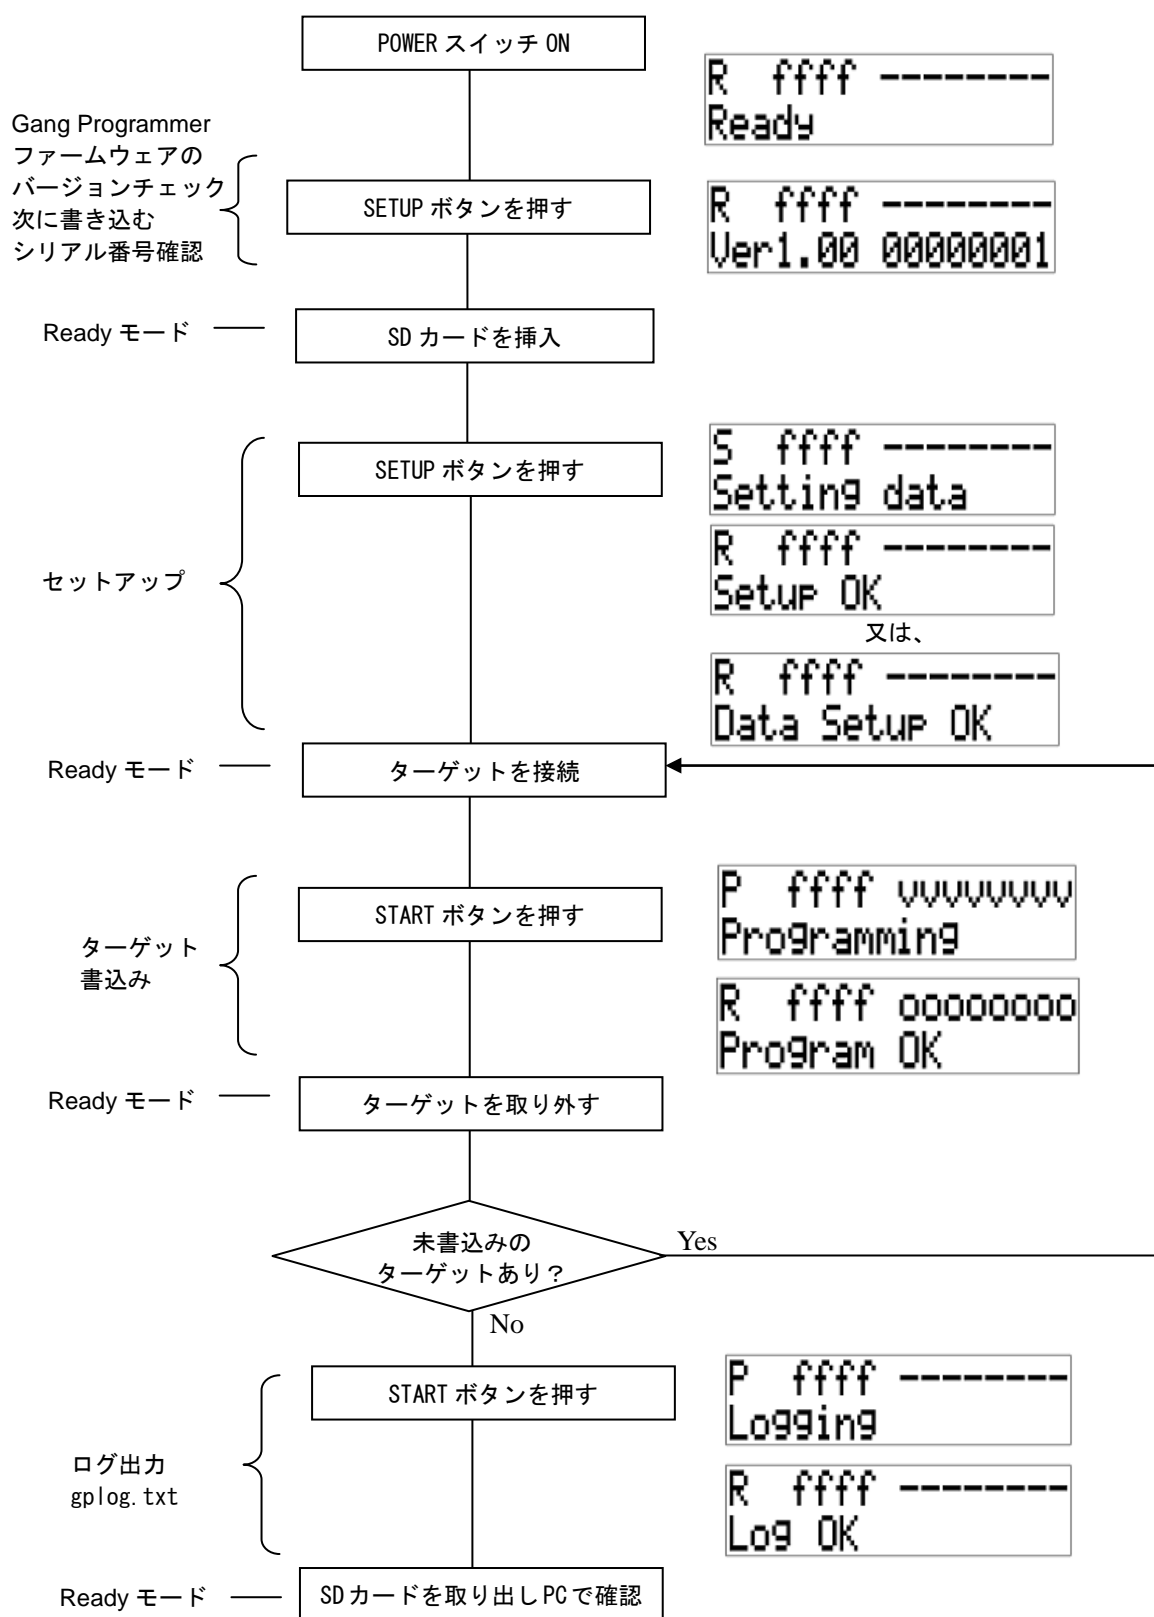 POWER スイッチ ON
R  ffff --------
Ready
Gang Programmer
ファームウェアの
バージョンチェック
次に書き込む
シリアル番号確認
SETUP ボタンを押す
R  ffff --------
Ver1.00 00000001
Ready モード
SD カードを挿入
SETUP ボタンを押す
S  ffff --------
Setting data
R  ffff --------
Setup OK
又は、
R  ffff --------
Data Setup OK
セットアップ
Ready モード
ターゲットを接続
START ボタンを押す
P  ffff vvvvvvvv
Programming
ターゲット
書込み
R  ffff oooooooo
Program OK
Ready モード
ターゲットを取り外す
未書込みの
ターゲットあり？
Yes
No
START ボタンを押す
P  ffff --------
Logging
ログ出力
gplog.txt
R  ffff --------
Log OK
Ready モード
SD カードを取り出し PC で確認